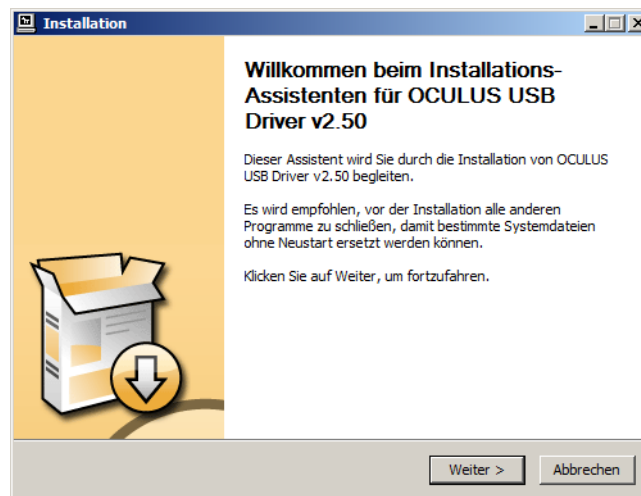 Installation
Willkommen beim Installations-
Assistenten für OCULUS USB
Driver v2.50
Dieser Assistent wird Sie durch die Installation von OCULUS
USB Driver v2.50 begleiten.
Es wird empfohlen, vor der Installation alle anderen
Programme zu schließen, damit bestimmte Systemdateien
ohne Neustart ersetzt werden können.
Klicken Sie auf Weiter, um fortzufahren.
Weiter >
Abbrechen